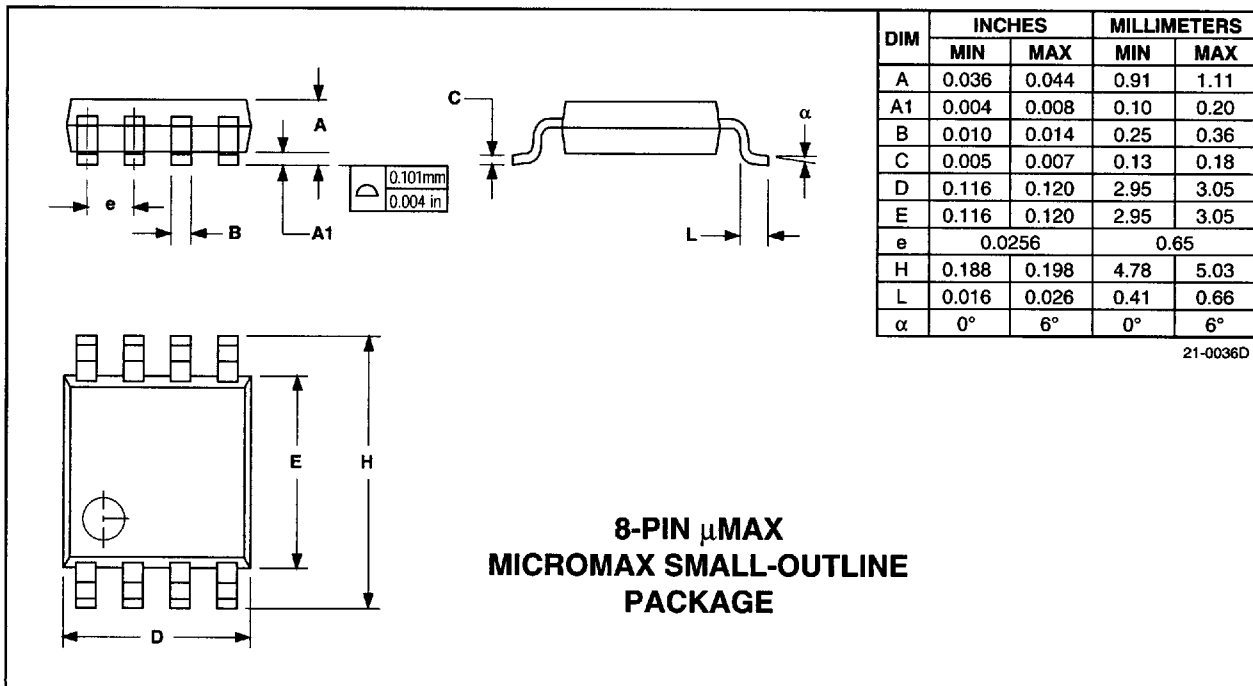 DIM INCHES MILLIMETERS
MIN MAX MIN MAX
A 0.036 0.044 0.91 1.11
A1 0.004 0.008 0.10 0.20
B 0.010 0.014 0.25 0.36
C 0.005 0.007 0.13 0.18
D 0.116 0.120 2.95 3.05
E 0.116 0.120 2.95 3.05
e 0.0256 0.65
H 0.188 0.198 4.78 5.03
L 0.016 0.026 0.41 0.66
α 0° 6° 0° 6°
21-0036D
A
e
B
A1
0.101mm
0.004 in
C
α
L
E
H
D
8-PIN μMAX
MICROMAX SMALL-OUTLINE
PACKAGE